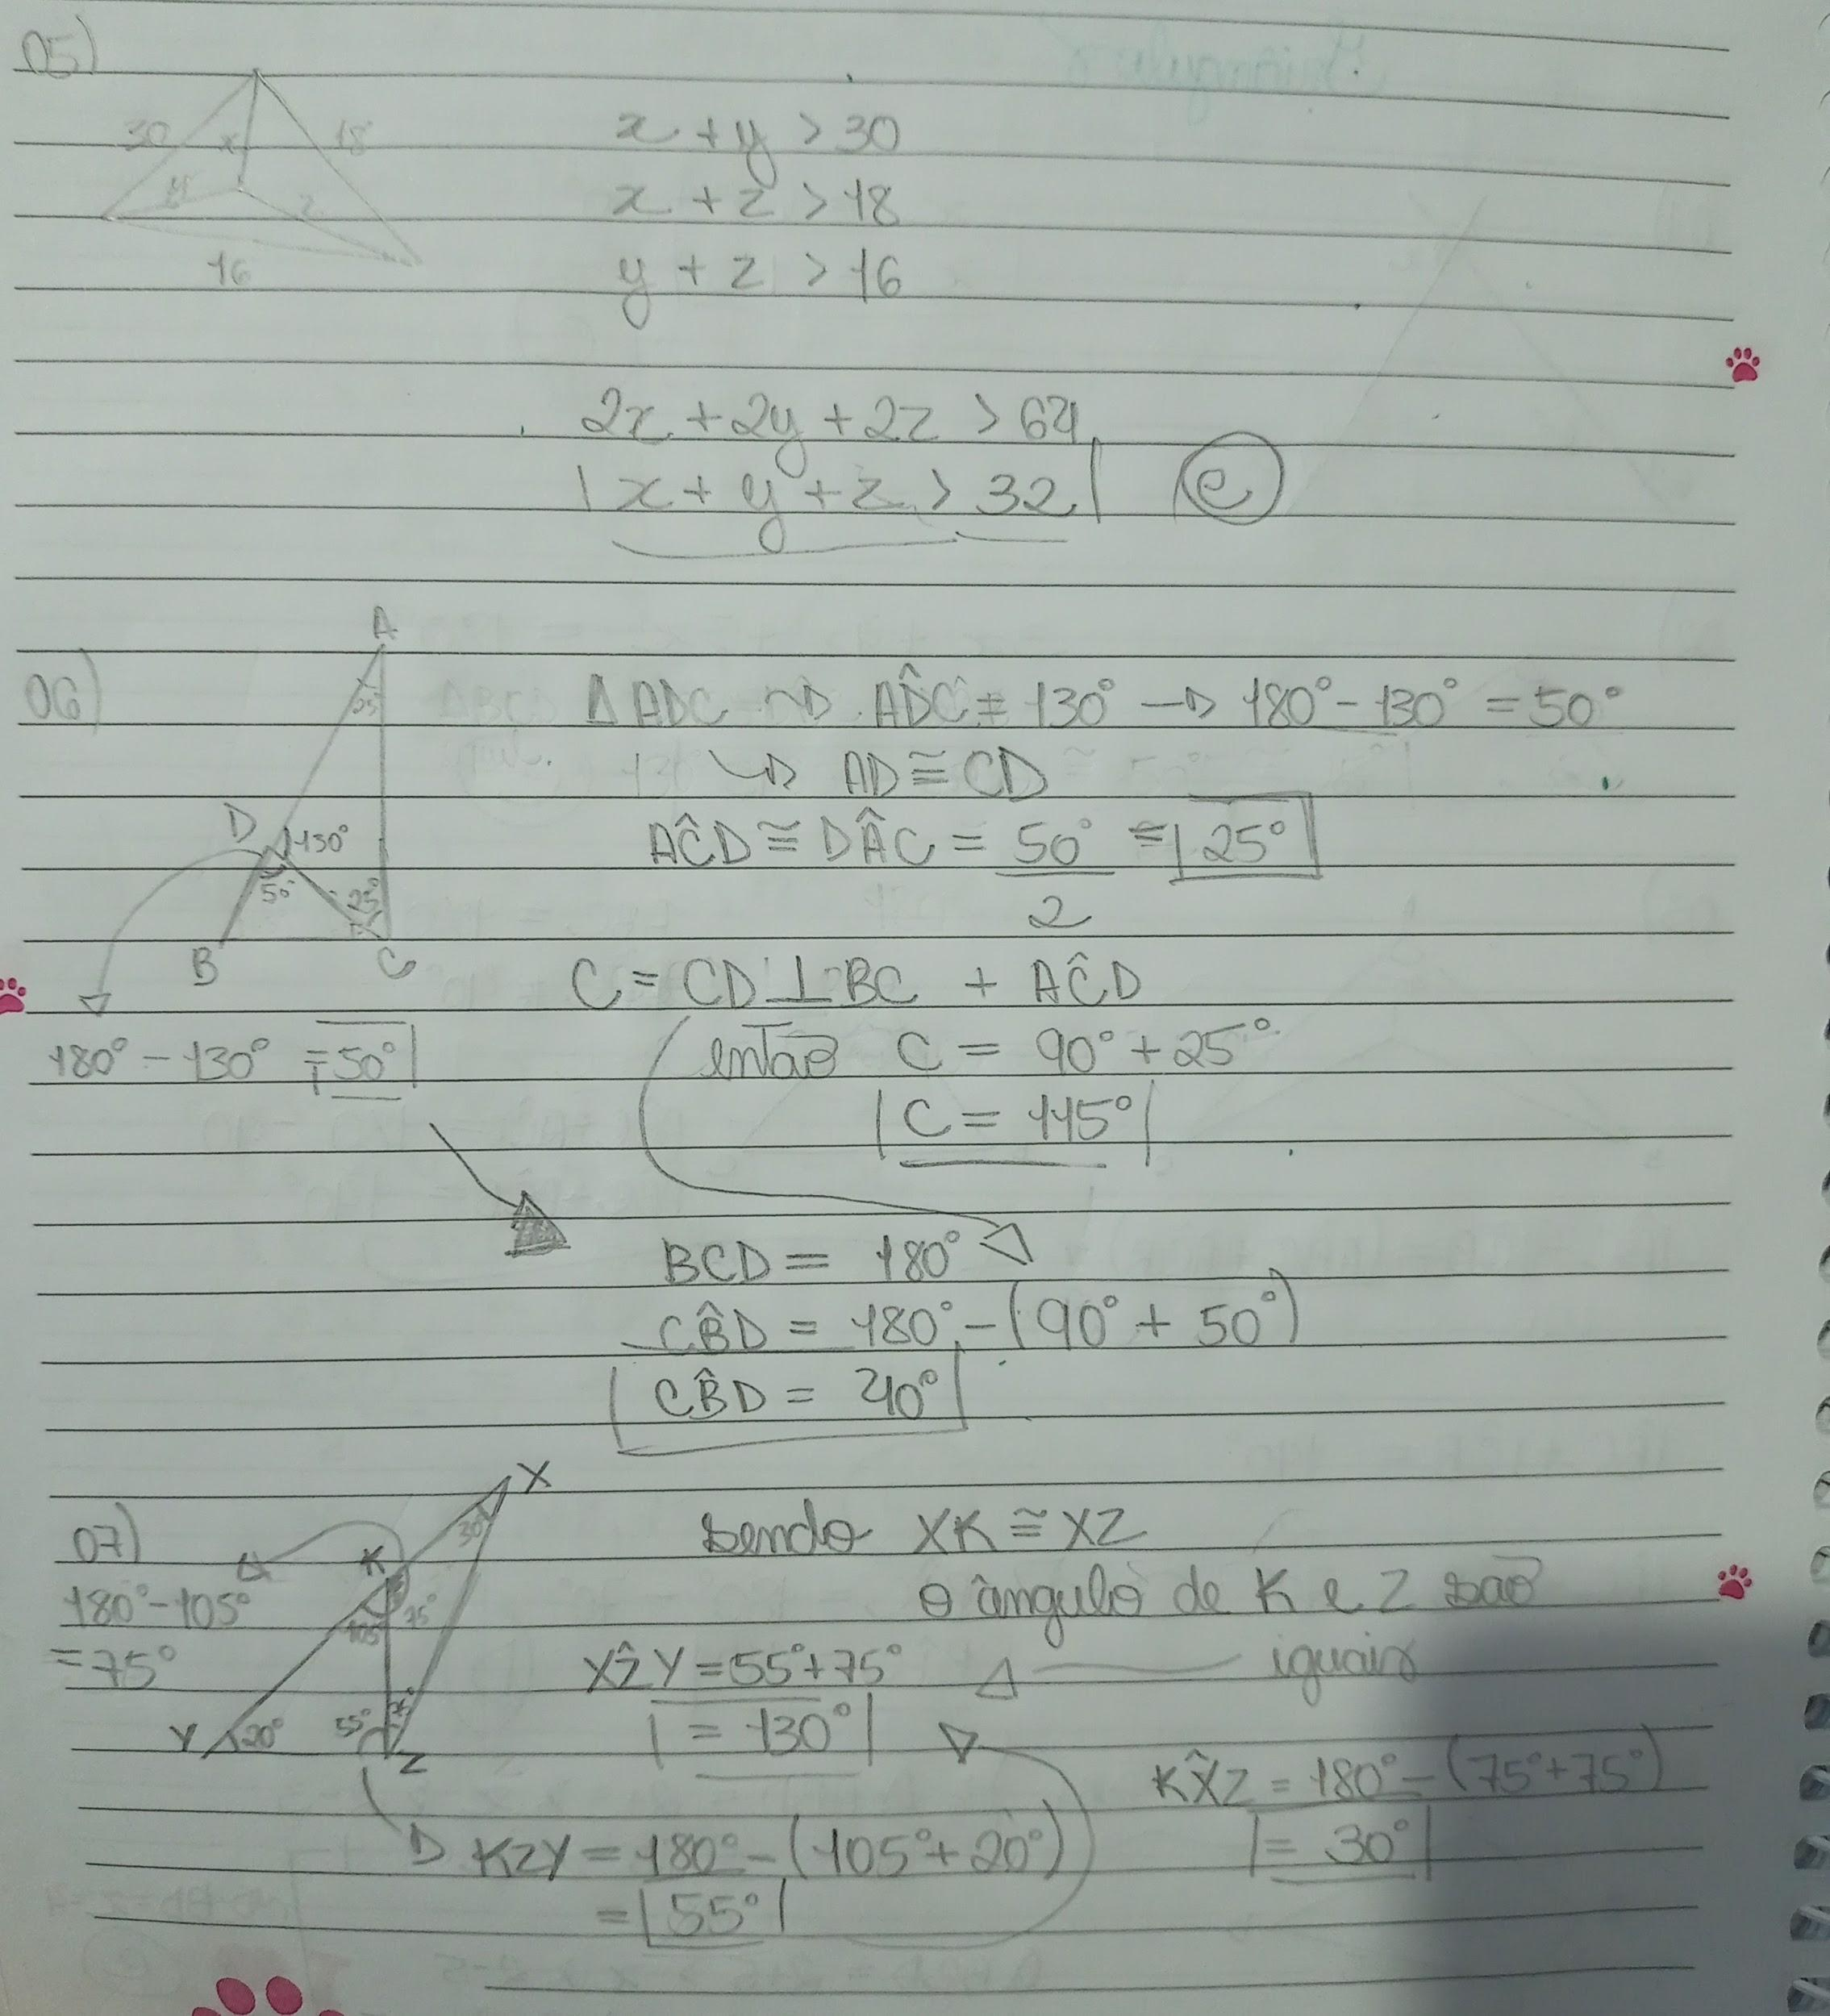 05)
30 x 18
y z
16
x + y > 30
x + z > 18
y + z > 16
2x + 2y + 2z > 64
x + y + z > 32 e
06)
A
25°
D 130°
50° 25°
B C
Δ ADC → AD̂C = 130° → 180° - 130° = 50°
↳ AD ≅ CD
AĈD ≅ DÂC = 50°/2 = 25°
C = CD ⊥ BC + AĈD
180° - 130° = 50°
então C = 90° + 25°
C = 115°
BCD = 180°
CB̂D = 180° - (90° + 50°)
CB̂D = 40°
07)
X
30°
K
105° 75°
55°
Y 20° Z
180° - 105°
= 75°
sendo XK ≅ XZ
o ângulo de K e Z são
iguais
XẐY = 55° + 75°
= 130°
KX̂Z = 180° - (75° + 75°)
= 30°
KZY = 180° - (105° + 20°)
= 55°